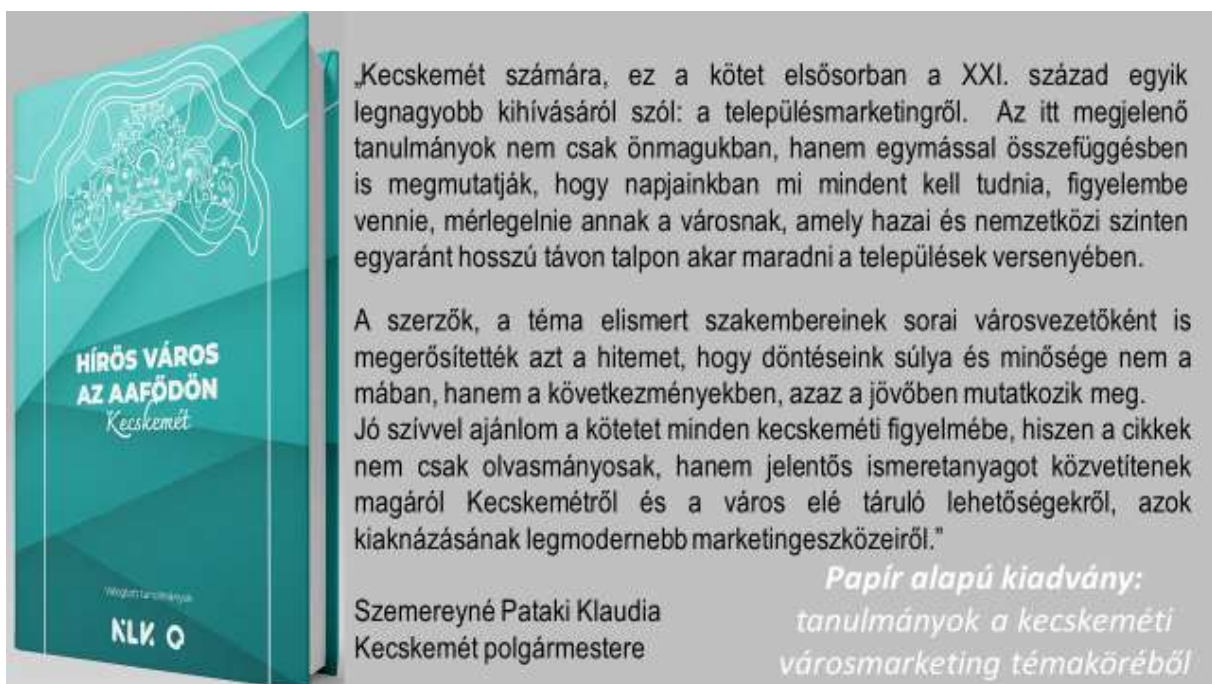 HÍRÖS VÁROS
AZ AAFŐDÖN
Kecskemét
Válogatott tanulmányok
„Kecskemét számára, ez a kötet elsősorban a XXI. század egyik
legnagyobb kihívásáról szól: a településmarketingről. Az itt megjelenő
tanulmányok nem csak önmagukban, hanem egymással összefüggésben
is megmutatják, hogy napjainkban mi mindent kell tudnia, figyelembe
vennie, mérlegelnie annak a városnak, amely hazai és nemzetközi szinten
egyaránt hosszú távon talpon akar maradni a települések versenyében.
A szerzők, a téma elismert szakembereinek sorai városvezetőként is
megerősítették azt a hitemet, hogy döntéseink súlya és minősége nem a
mában, hanem a következményekben, azaz a jövőben mutatkozik meg.
Jó szívvel ajánlom a kötetet minden kecskeméti figyelmébe, hiszen a cikkek
nem csak olvasmányosak, hanem jelentős ismeretanyagot közvetítenek
magáról Kecskemétről és a város elé táruló lehetőségekről, azok
kiaknázásának legmodernebb marketingeszközeiről.”
Szemereyné Pataki Klaudia
Kecskemét polgármestere
Papír alapú kiadvány:
tanulmányok a kecskeméti
városmarketing témaköréből